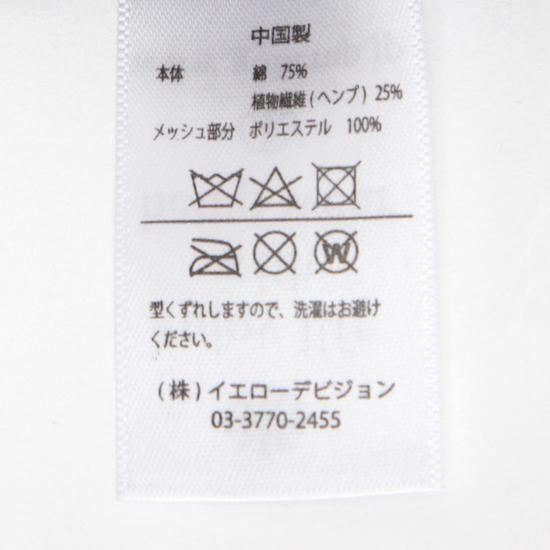 中国製
本体 綿 75%
植物繊維(ヘンプ) 25%
メッシュ部分 ポリエステル 100%
W
型くずれしますので、洗濯はお避け
ください。
(株)イエローデビジョン
03-3770-2455